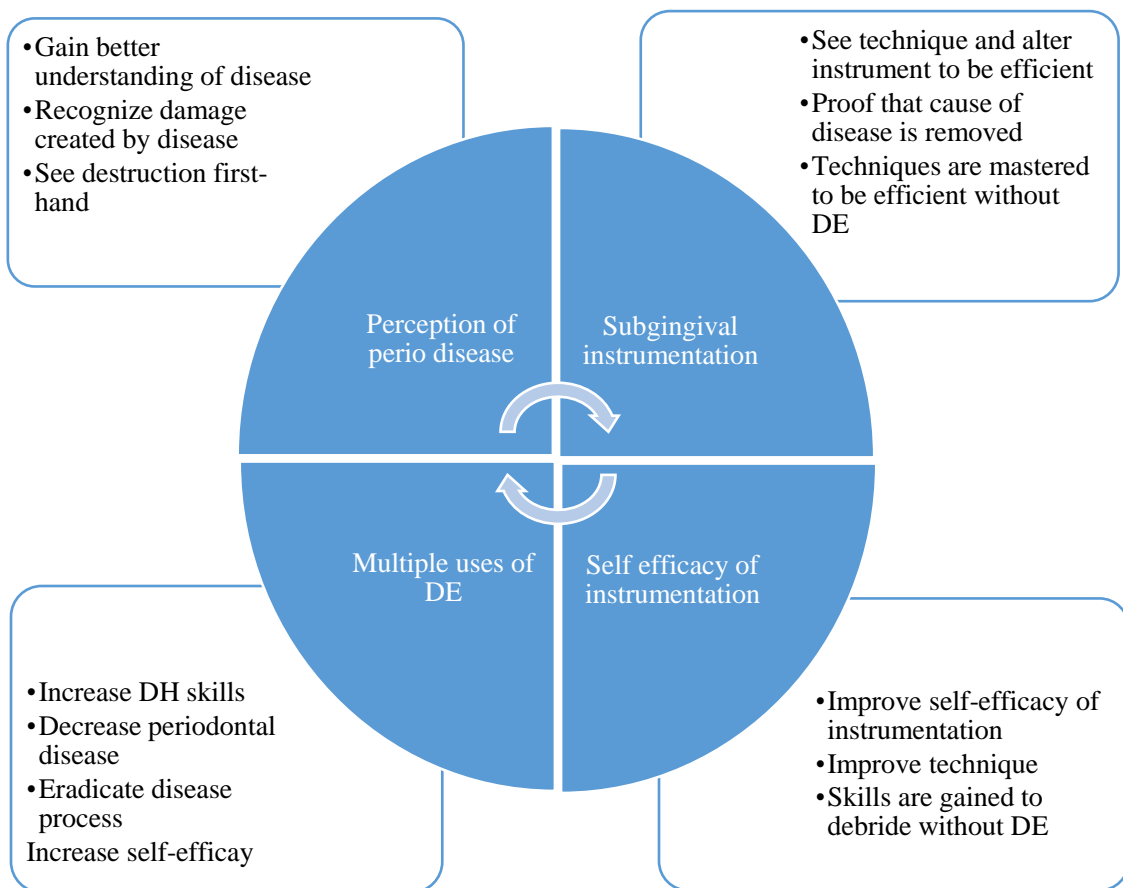 •Gain better
understanding of disease
•Recognize damage
created by disease
•See destruction first-
hand
•See technique and alter
instrument to be efficient
•Proof that cause of
disease is removed
•Techniques are mastered
to be efficient without
DE
Perception of
perio disease
Subgingival
instrumentation
Multiple uses of
DE
Self efficacy of
instrumentation
•Increase DH skills
•Decrease periodontal
disease
•Eradicate disease
process
Increase self-efficay
•Improve self-efficacy of
instrumentation
•Improve technique
•Skills are gained to
debride without DE